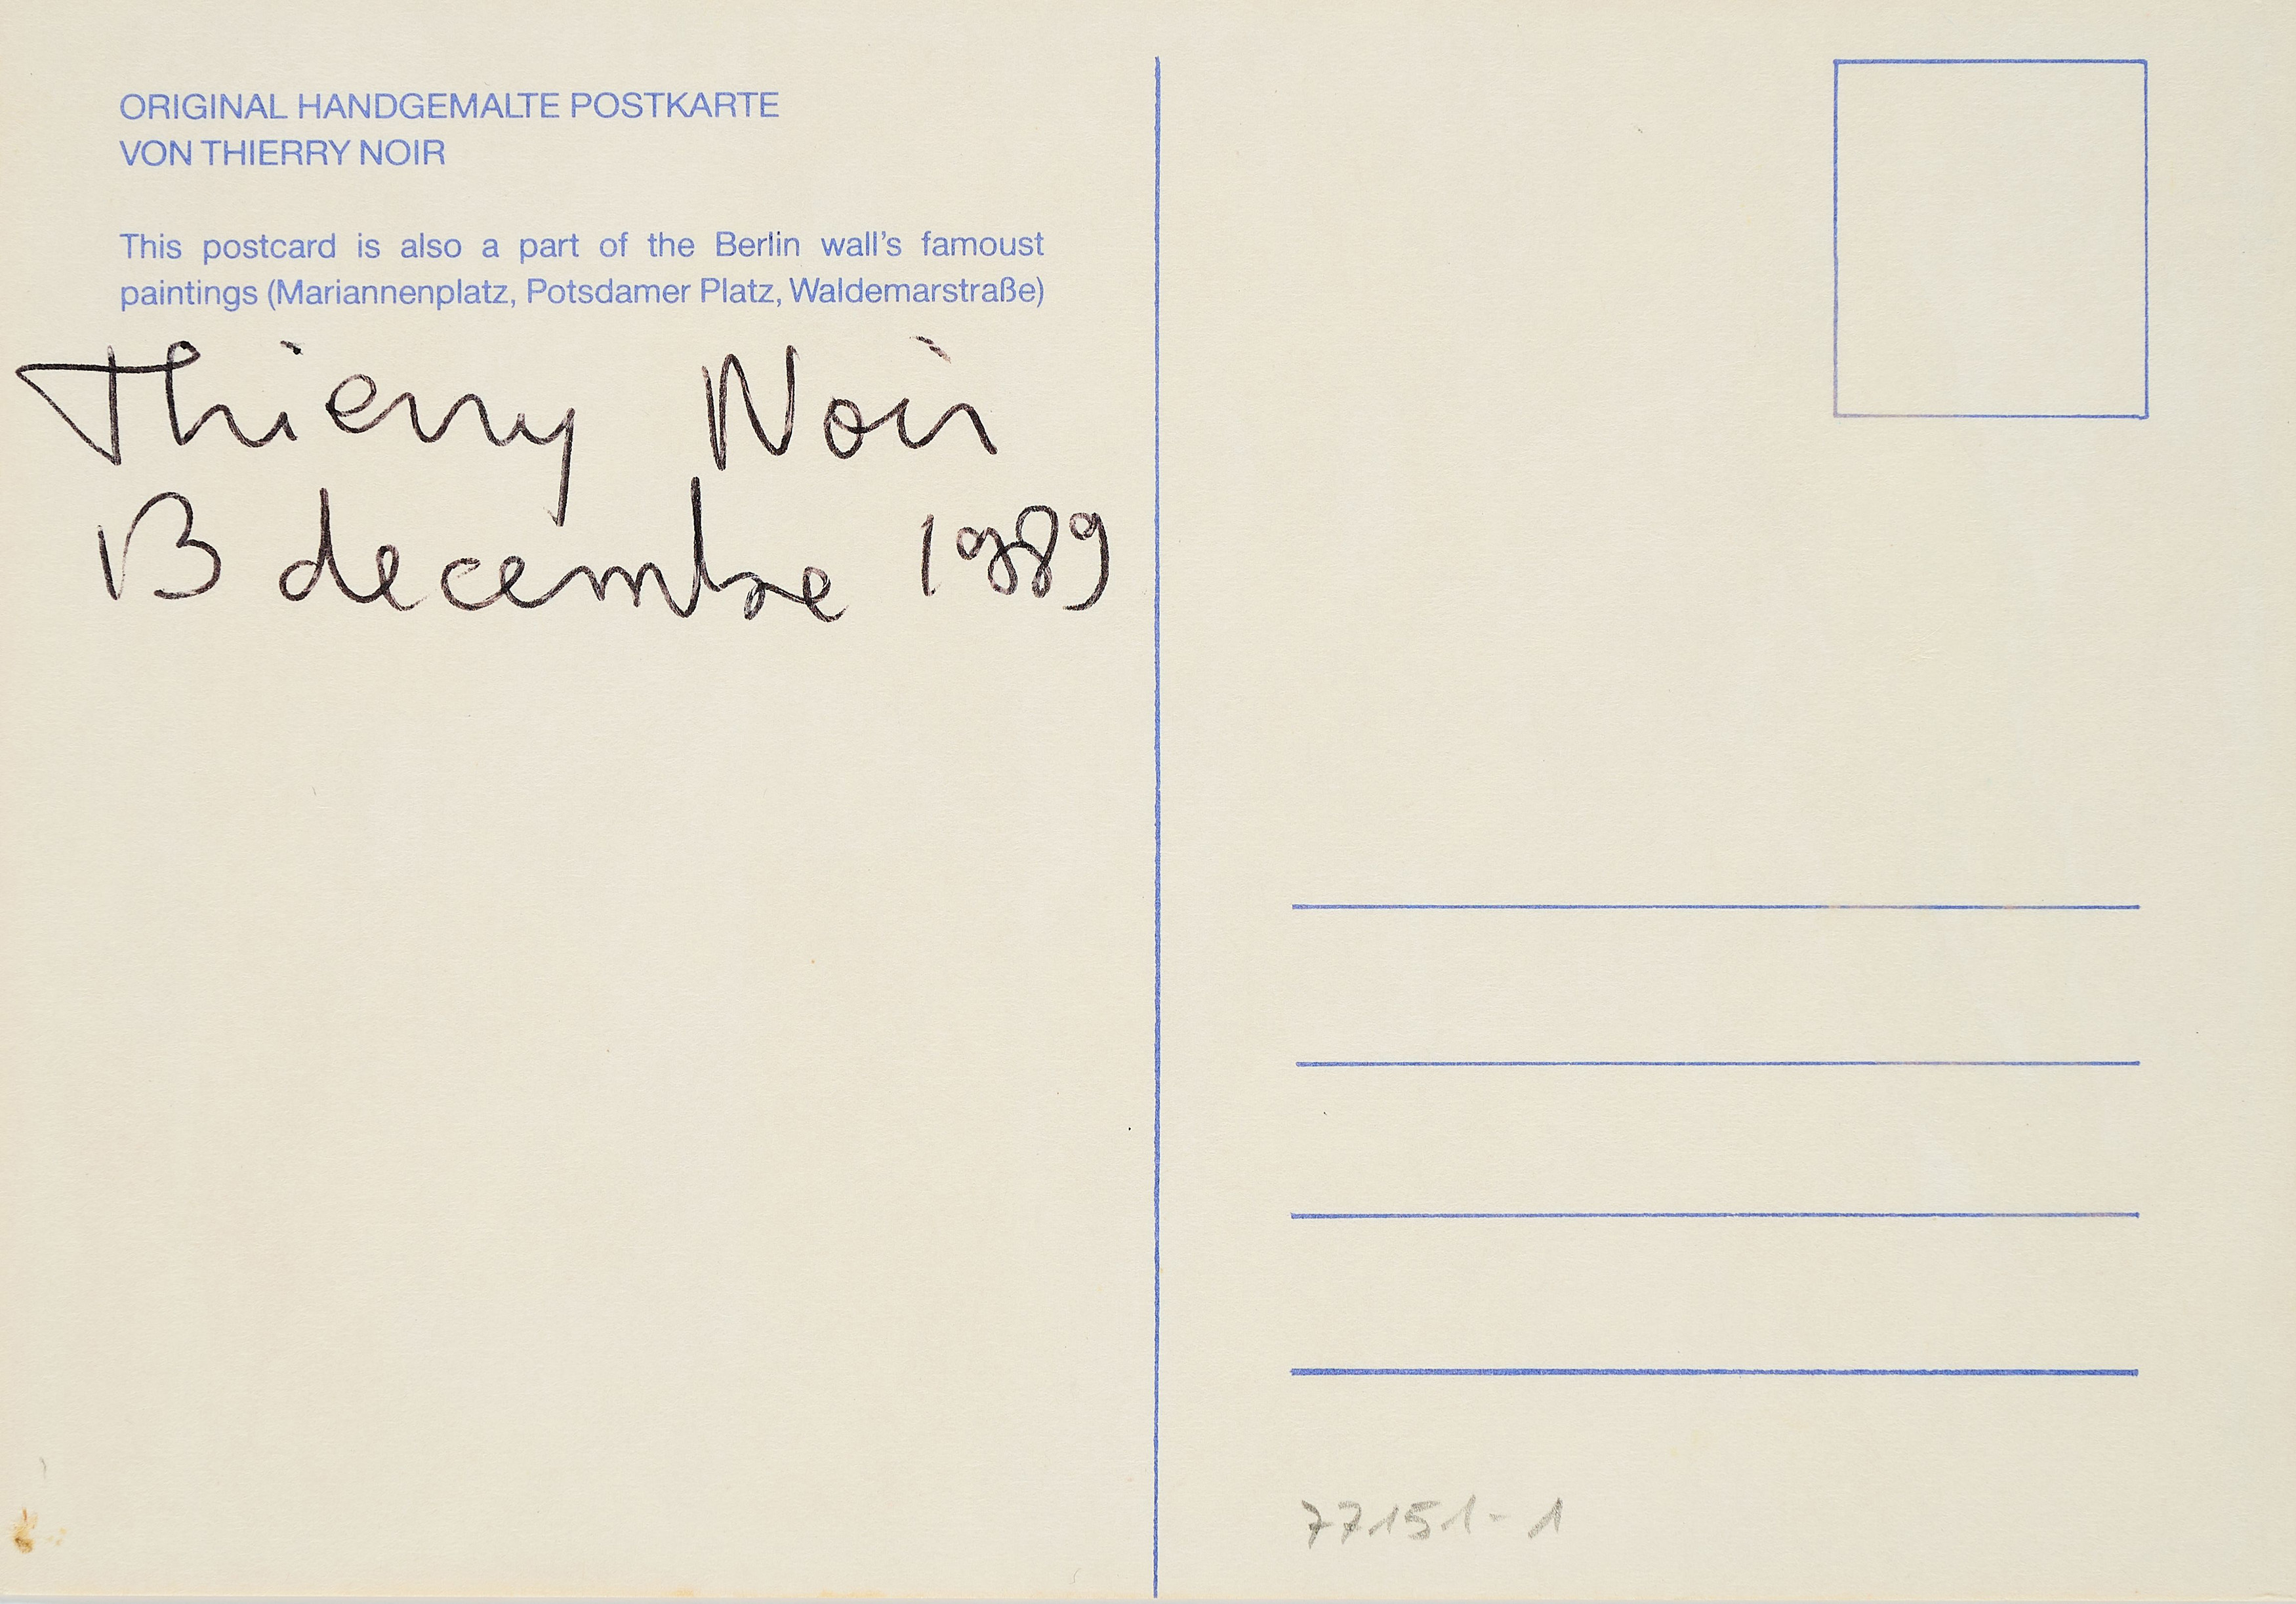 ORIGINAL HANDGEMALTE POSTKARTE
VON THIERRY NOIR
This postcard is also a part of the Berlin wall's famoust
paintings (Mariannenplatz, Potsdamer Platz, Waldemarstraße)
Thierry Noir
13 decembre 1989
77151-1